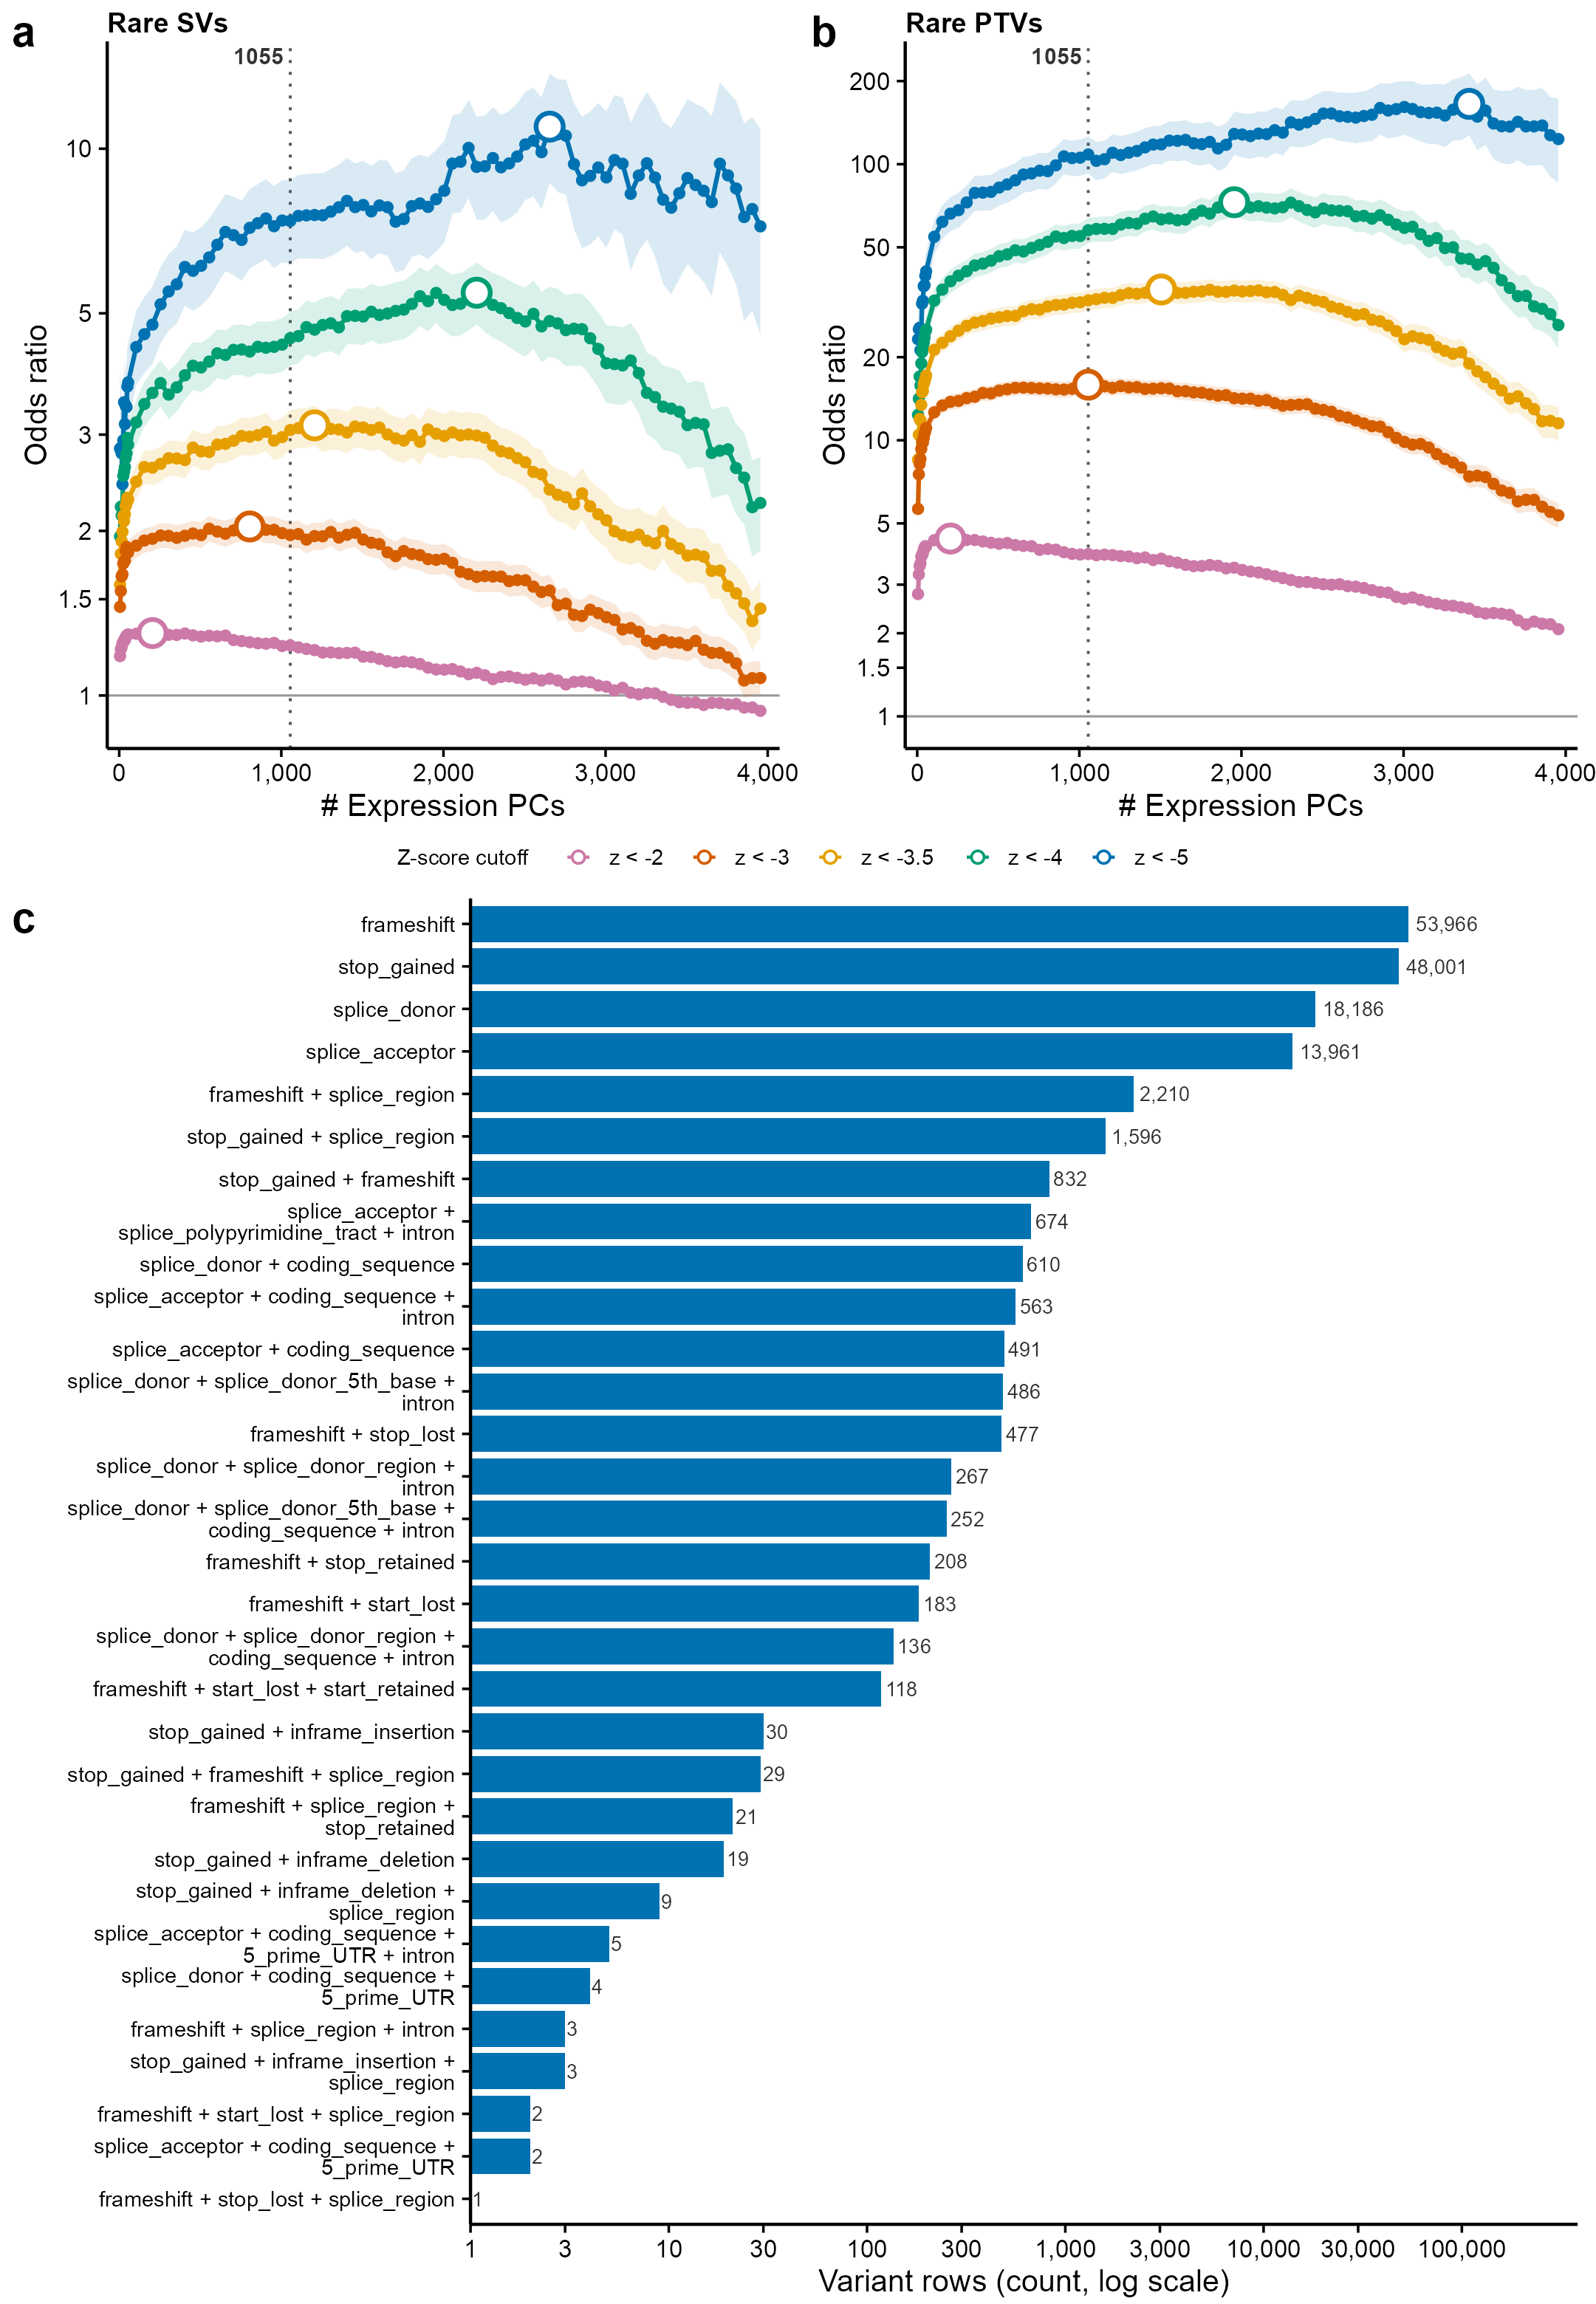 a
Rare SVs
1055
10
5
3
2
1.5
1
Odds ratio
0
1,000
2,000
3,000
4,000
# Expression PCs
b
Rare PTVs
1055
200
100
50
20
10
5
3
2
1.5
1
Odds ratio
0
1,000
2,000
3,000
4,000
# Expression PCs
Z-score cutoff
z < -2
z < -3
z < -3.5
z < -4
z < -5
c
frameshift 53,966
stop_gained 48,001
splice_donor 18,186
splice_acceptor 13,961
frameshift + splice_region 2,210
stop_gained + splice_region 1,596
stop_gained + frameshift 832
splice_acceptor +
splice_polypyrimidine_tract + intron 674
splice_donor + coding_sequence 610
splice_acceptor + coding_sequence +
intron 563
splice_acceptor + coding_sequence 491
splice_donor + splice_donor_5th_base +
intron 486
frameshift + stop_lost 477
splice_donor + splice_donor_region +
intron 267
splice_donor + splice_donor_5th_base +
coding_sequence + intron 252
frameshift + stop_retained 208
frameshift + start_lost 183
splice_donor + splice_donor_region +
coding_sequence + intron 136
frameshift + start_lost + start_retained 118
stop_gained + inframe_insertion 30
stop_gained + frameshift + splice_region 29
frameshift + splice_region +
stop_retained 21
stop_gained + inframe_deletion 19
stop_gained + inframe_deletion +
splice_region 9
splice_acceptor + coding_sequence +
5_prime_UTR + intron 5
splice_donor + coding_sequence +
5_prime_UTR 4
frameshift + splice_region + intron 3
stop_gained + inframe_insertion +
splice_region 3
frameshift + start_lost + splice_region 2
splice_acceptor + coding_sequence +
5_prime_UTR 2
frameshift + stop_lost + splice_region 1
1
3
10
30
100
300
1,000
3,000
10,000
30,000
100,000
Variant rows (count, log scale)